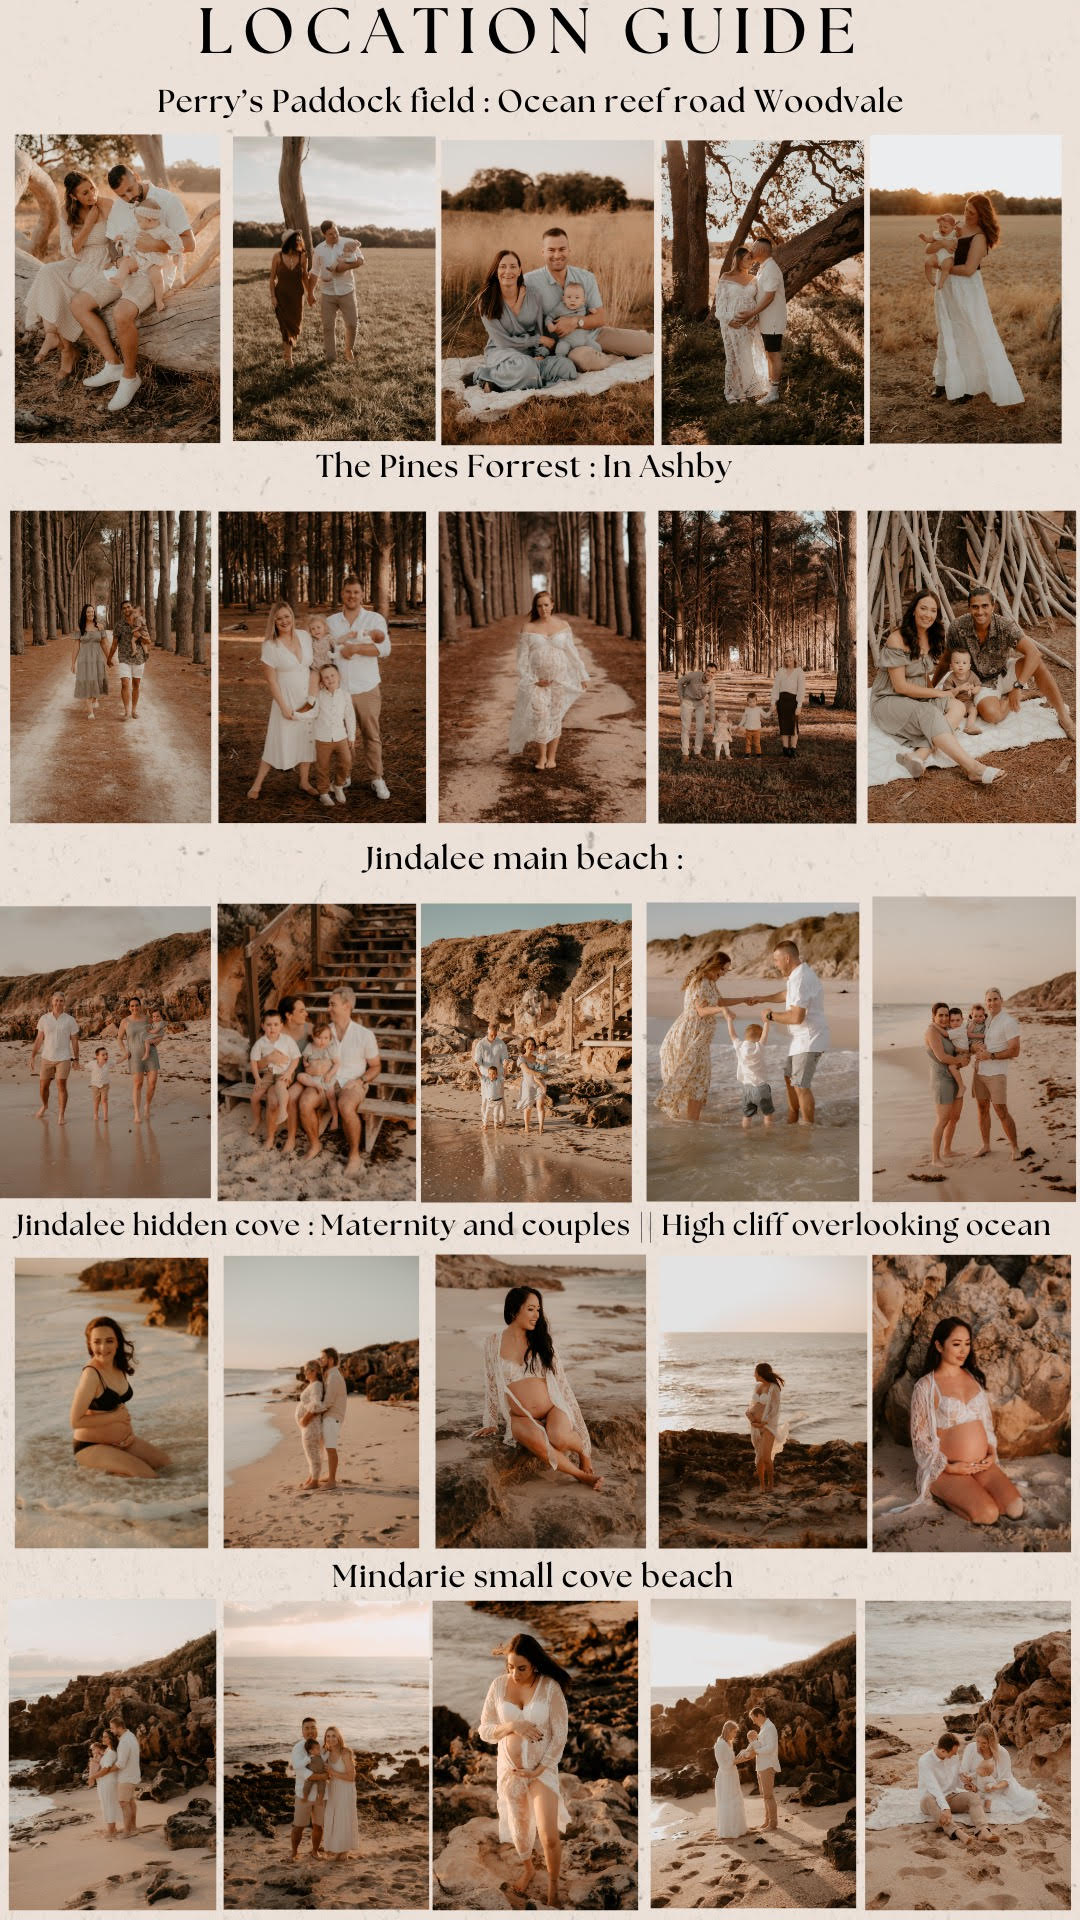 LOCATION GUIDE
Perry's Paddock field : Ocean reef road Woodvale
The Pines Forrest : In Ashby
Jindalee main beach :
Jindalee hidden cove : Maternity and couples || High cliff overlooking ocean
Mindarie small cove beach